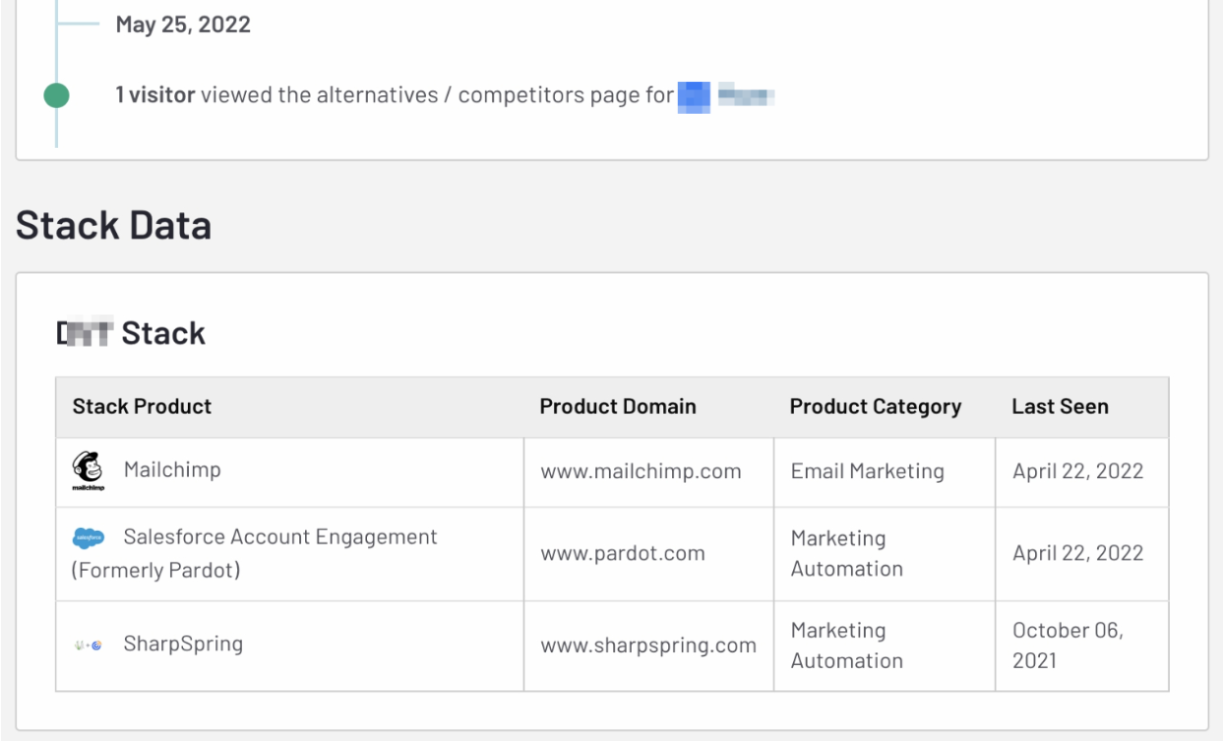 May 25, 2022
1 visitor viewed the alternatives / competitors page for
Stack Data
Stack
Stack Product Product Domain Product Category Last Seen
mailchimp Mailchimp www.mailchimp.com Email Marketing April 22, 2022
salesforce Salesforce Account Engagement
(Formerly Pardot) www.pardot.com Marketing
Automation April 22, 2022
SharpSpring www.sharpspring.com Marketing
Automation October 06,
2021